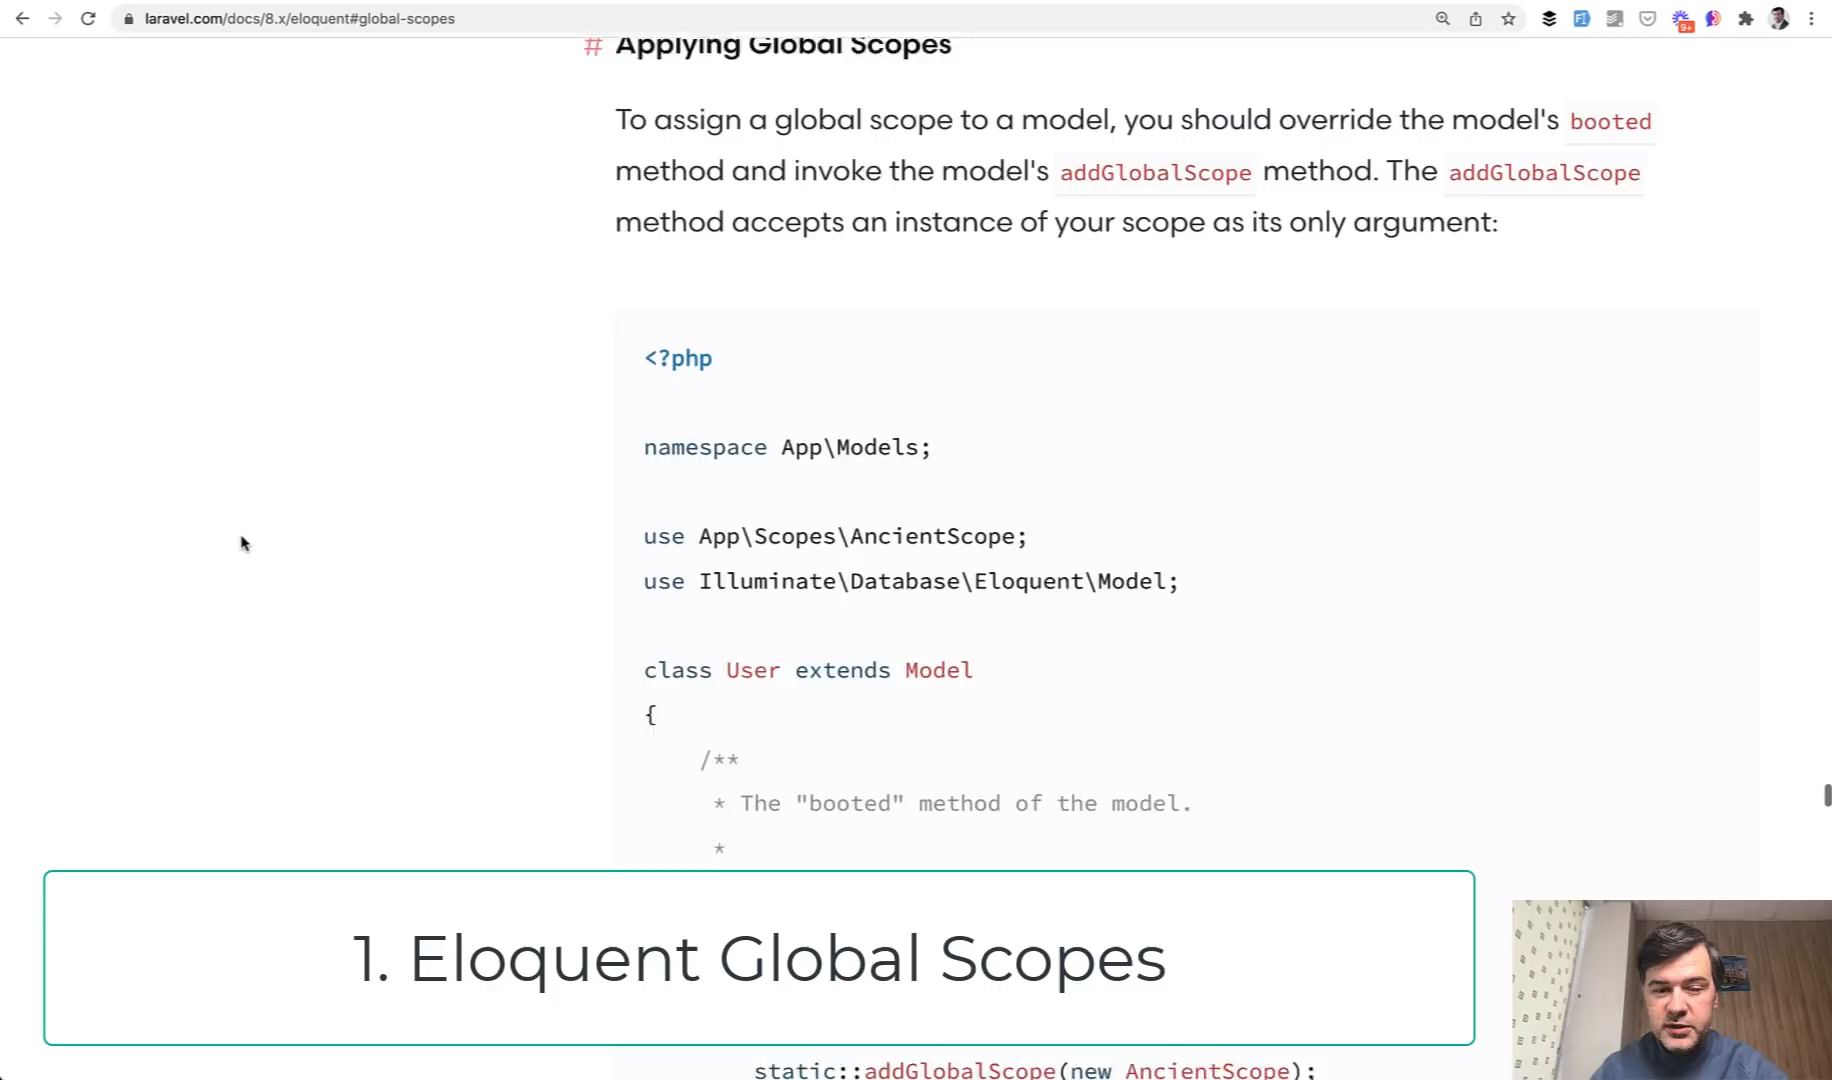 laravel.com/docs/8.x/eloquent#global-scopes
9+
# Applying Global Scopes
To assign a global scope to a model, you should override the model's booted
method and invoke the model's addGlobalScope method. The addGlobalScope
method accepts an instance of your scope as its only argument:
<?php
namespace App\Models;
use App\Scopes\AncientScope;
use Illuminate\Database\Eloquent\Model;
class User extends Model
{
/**
* The "booted" method of the model.
*
1. Eloquent Global Scopes
static::addGlobalScope(new AncientScope);